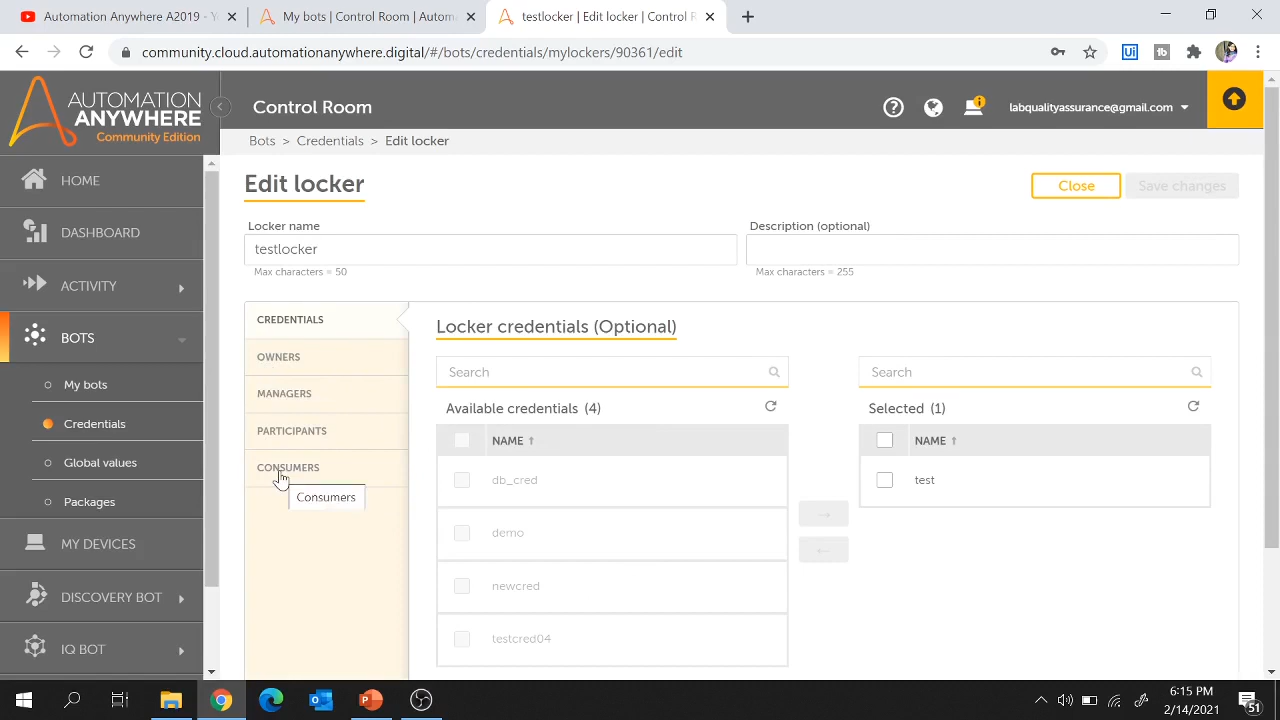 Automation Anywhere A2019 - Y
My bots | Control Room | Autom
testlocker | Edit locker | Control R
community.cloud.automationanywhere.digital/#/bots/credentials/mylockers/90361/edit
AUTOMATION
ANYWHERE
Community Edition
Control Room
labqualityassurance@gmail.com
Bots > Credentials > Edit locker
HOME
DASHBOARD
ACTIVITY
BOTS
My bots
Credentials
Global values
Packages
MY DEVICES
DISCOVERY BOT
IQ BOT
Edit locker
Close
Save changes
Locker name
testlocker
Max characters = 50
Description (optional)
Max characters = 255
CREDENTIALS
OWNERS
MANAGERS
PARTICIPANTS
CONSUMERS
Consumers
Locker credentials (Optional)
Search
Available credentials (4)
NAME ↑
db_cred
demo
newcred
testcred04
→
←
Search
Selected (1)
NAME ↑
test
6:15 PM
2/14/2021
51